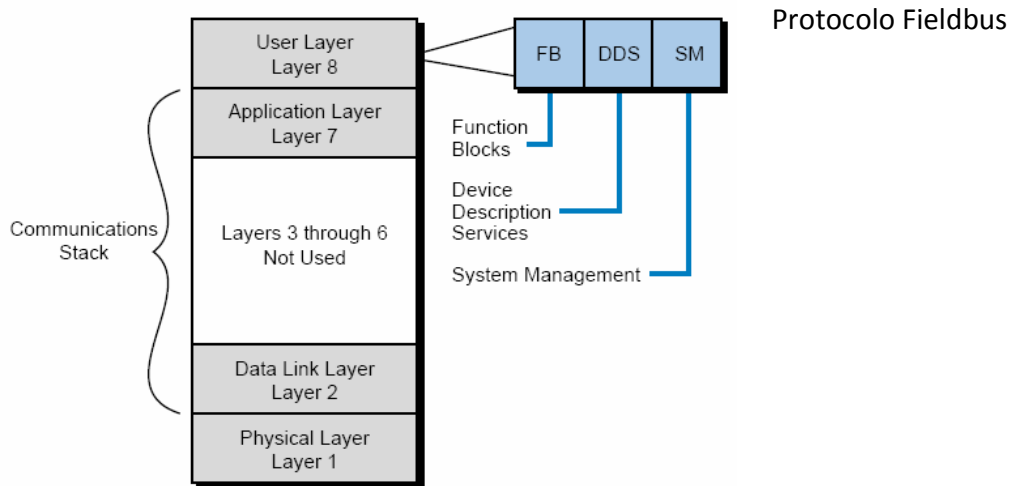 Protocolo Fieldbus
User Layer
Layer 8
FB
DDS
SM
Application Layer
Layer 7
Function
Blocks
Device
Description
Services
System Management
Communications
Stack
Layers 3 through 6
Not Used
Data Link Layer
Layer 2
Physical Layer
Layer 1